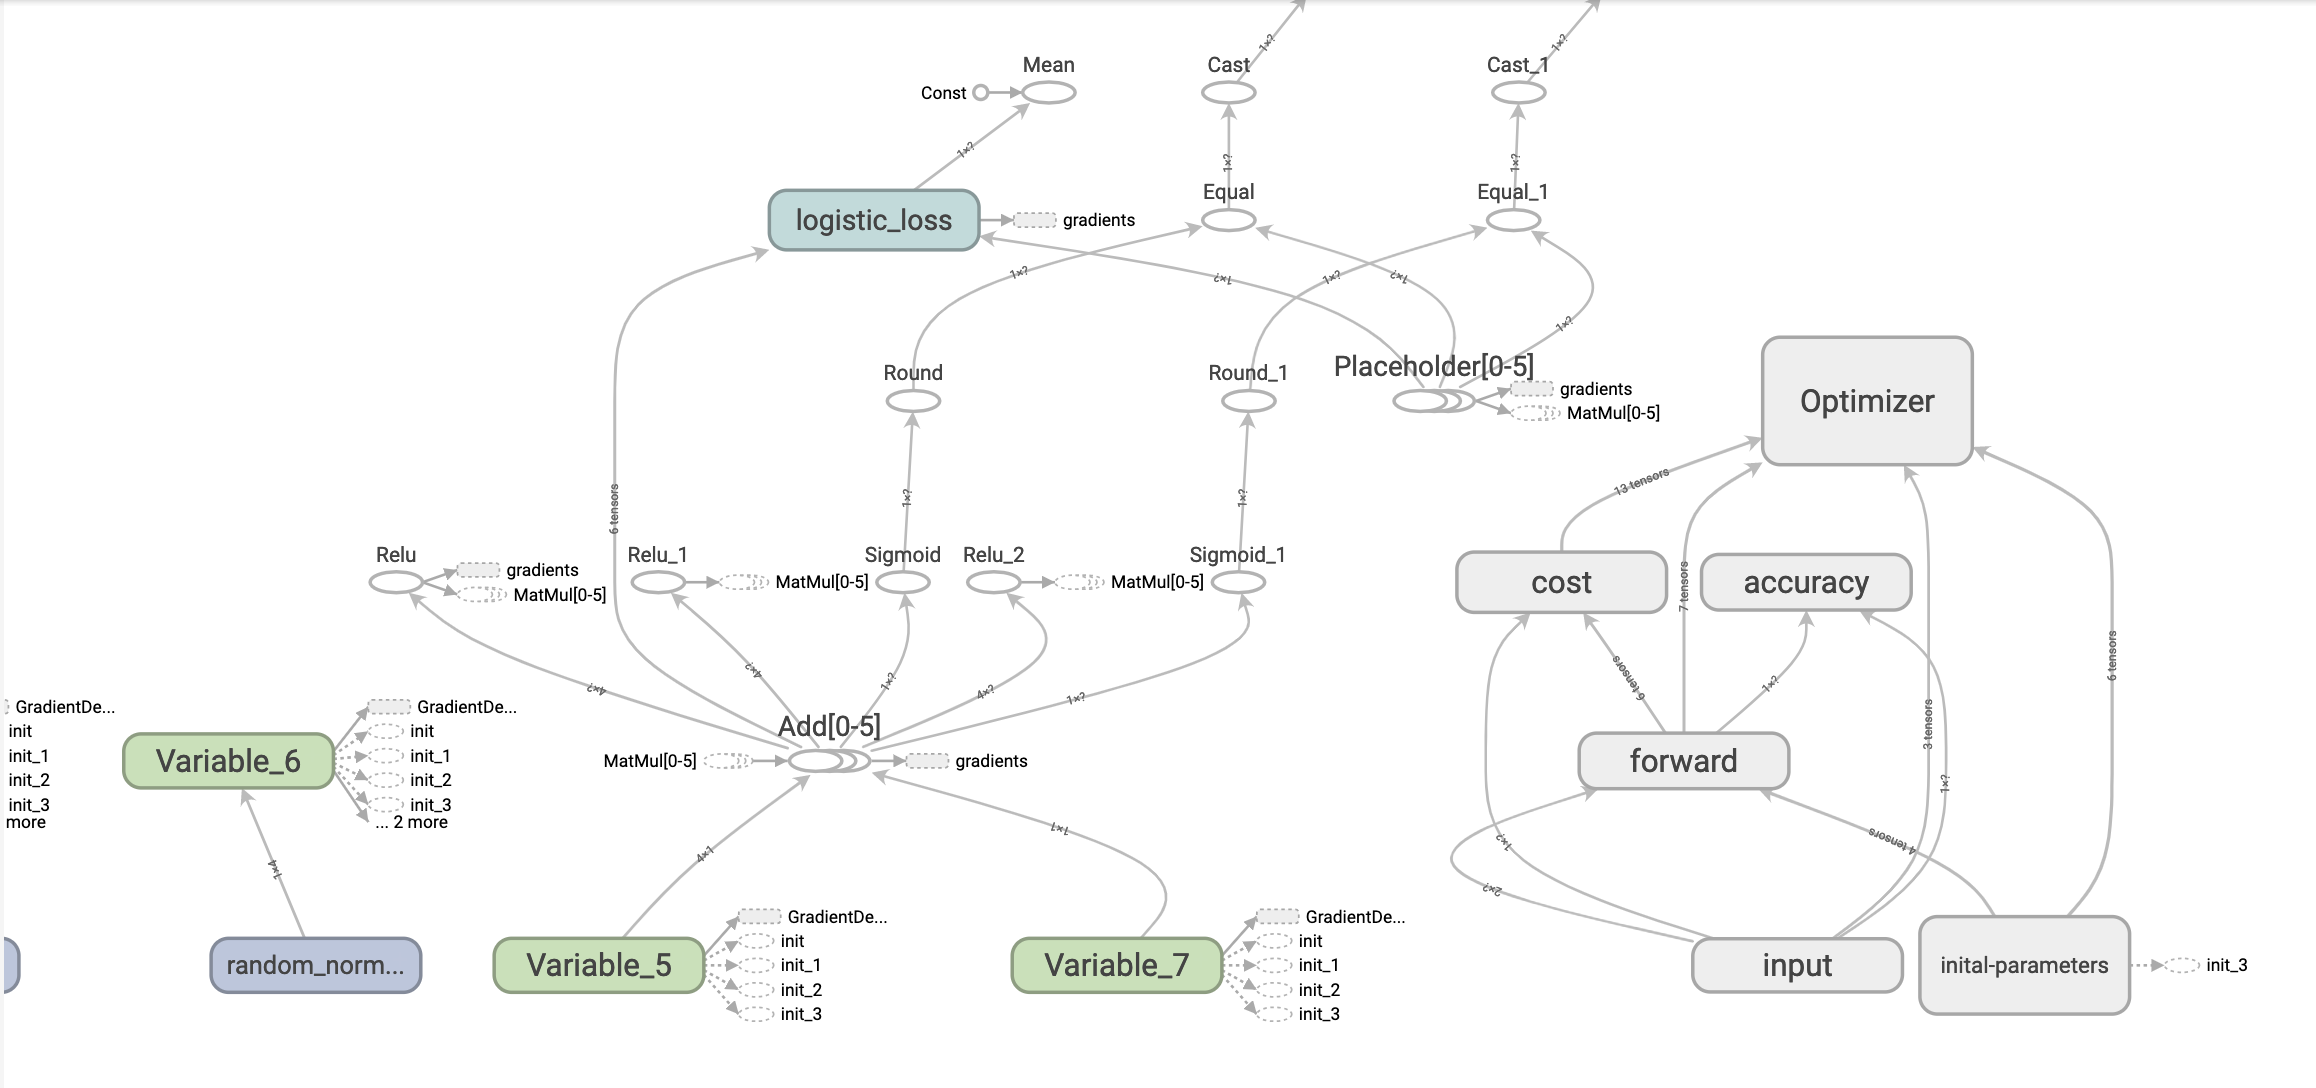 1×?
1×?
Mean
Cast
Cast_1
Const
1×?
1×?
1×?
Equal
Equal_1
logistic_loss
gradients
1×?
1×?
1×?
1×?
1×?
Placeholder[0-5]
Round
Round_1
gradients
MatMul[0-5]
Optimizer
13 tensors
6 tensors
1×?
1×?
Relu
gradients
MatMul[0-5]
Relu_1
MatMul[0-5]
Sigmoid
Relu_2
MatMul[0-5]
Sigmoid_1
cost
7 tensors
accuracy
4×?
4×?
1×?
4×?
1×?
6 tensors
1×?
6 tensors
GradientDe...
init
init_1
init_2
init_3
more
Variable_6
GradientDe...
init
init_1
init_2
init_3
... 2 more
Add[0-5]
MatMul[0-5]
gradients
forward
3 tensors
1×?
1×4
4×1
1×1
1×?
2×?
4 tensors
random_norm...
Variable_5
GradientDe...
init
init_1
init_2
init_3
Variable_7
GradientDe...
init
init_1
init_2
init_3
input
inital-parameters
init_3